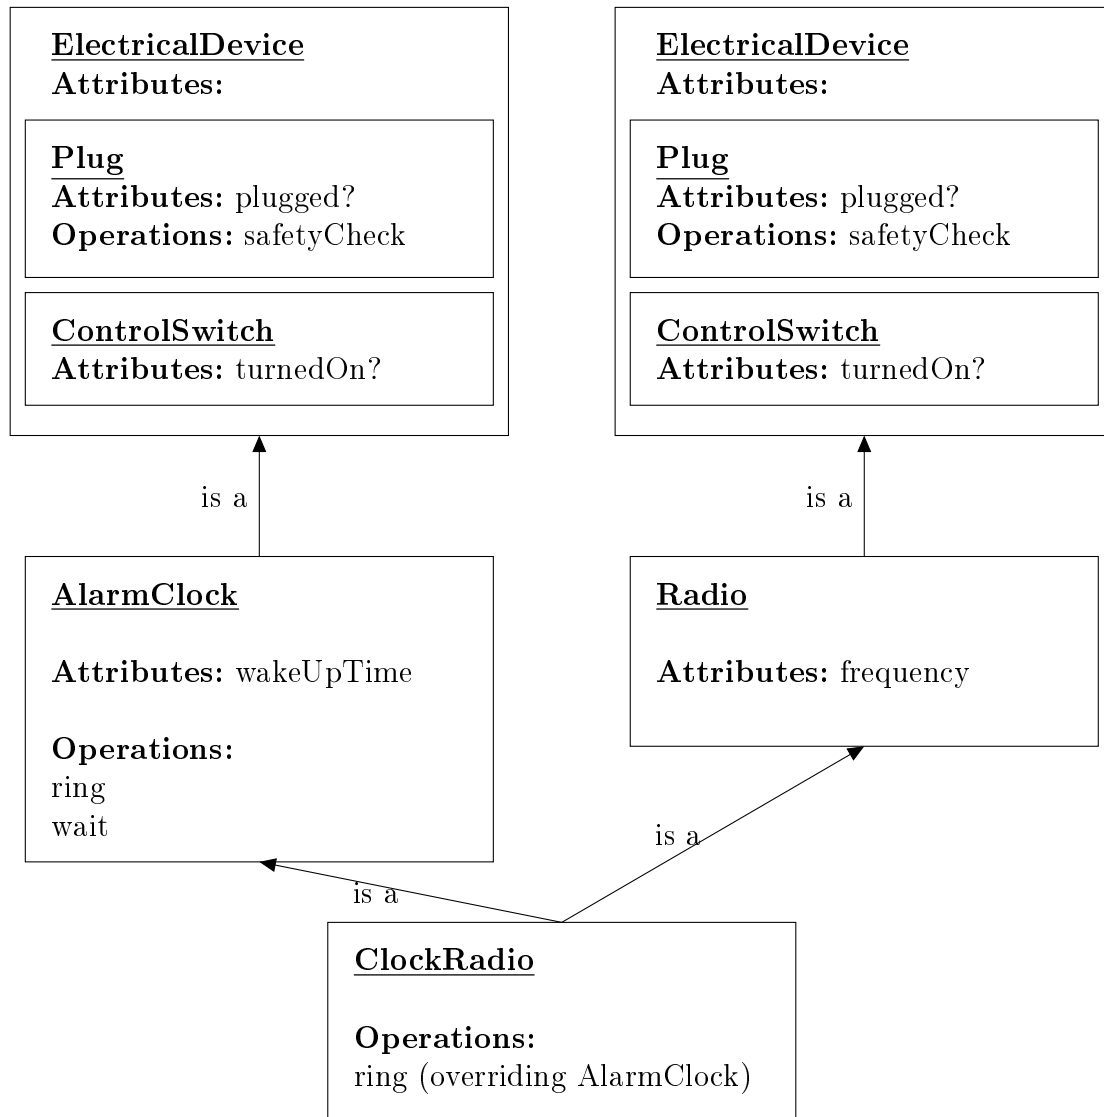 ElectricalDevice
Attributes:
Plug
Attributes: plugged?
Operations: safetyCheck
ControlSwitch
Attributes: turnedOn?
ElectricalDevice
Attributes:
Plug
Attributes: plugged?
Operations: safetyCheck
ControlSwitch
Attributes: turnedOn?
is a
is a
AlarmClock
Attributes: wakeUpTime
Operations:
ring
wait
Radio
Attributes: frequency
is a
is a
ClockRadio
Operations:
ring (overriding AlarmClock)